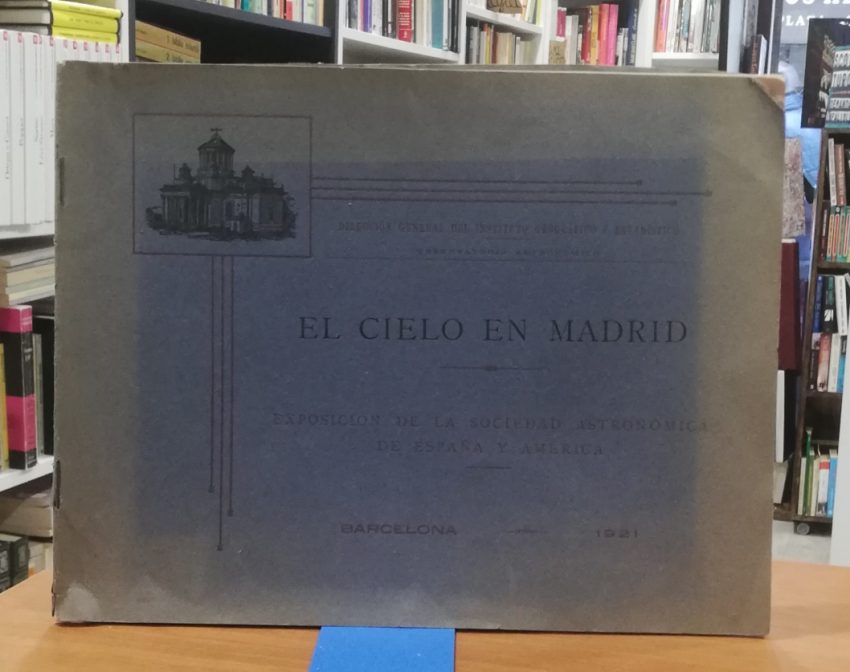 DIRECCIÓN GENERAL DEL INSTITUTO GEOGRÁFICO Y ESTADÍSTICO
OBSERVATORIO ASTRONÓMICO
EL CIELO EN MADRID
EXPOSICIÓN DE LA SOCIEDAD ASTRONÓMICA
DE ESPAÑA Y AMÉRICA
BARCELONA 1921